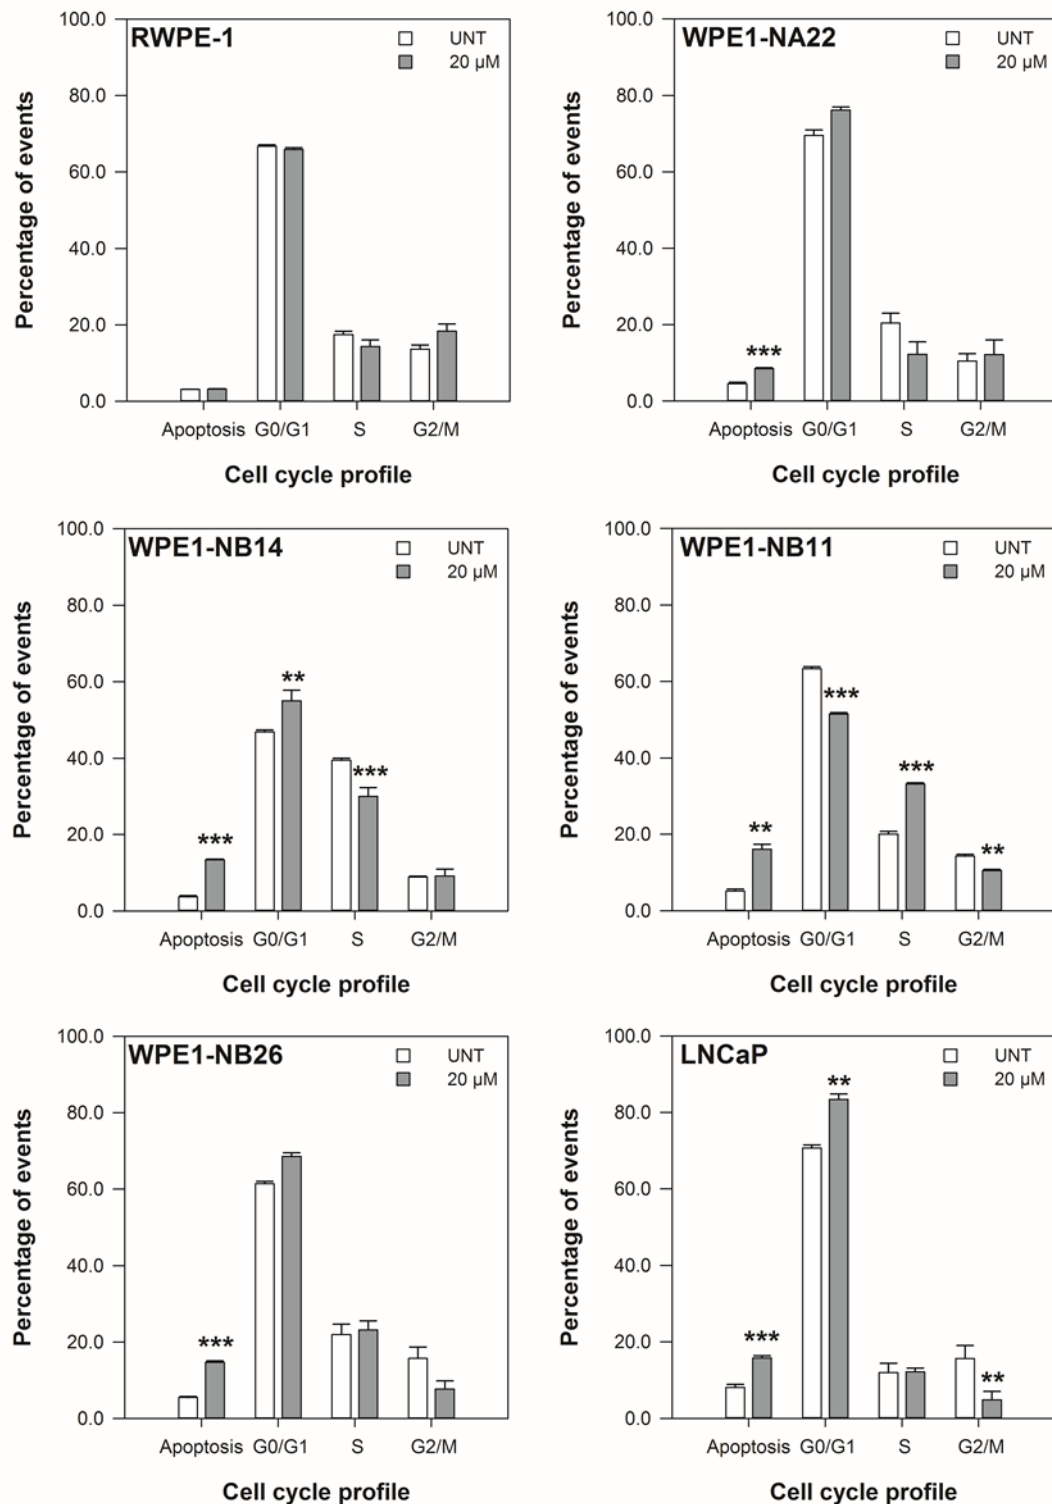 RWPE-1
UNT
20 µM
Percentage of events
100.0
80.0
60.0
40.0
20.0
0.0
Apoptosis G0/G1 S G2/M
Cell cycle profile
WPE1-NA22
UNT
20 µM
Percentage of events
100.0
80.0
60.0
40.0
20.0
0.0
***
Apoptosis G0/G1 S G2/M
Cell cycle profile
WPE1-NB14
UNT
20 µM
Percentage of events
100.0
80.0
60.0
40.0
20.0
0.0
***
**
***
Apoptosis G0/G1 S G2/M
Cell cycle profile
WPE1-NB11
UNT
20 µM
Percentage of events
100.0
80.0
60.0
40.0
20.0
0.0
**
***
***
**
Apoptosis G0/G1 S G2/M
Cell cycle profile
WPE1-NB26
UNT
20 µM
Percentage of events
100.0
80.0
60.0
40.0
20.0
0.0
***
Apoptosis G0/G1 S G2/M
Cell cycle profile
LNCaP
UNT
20 µM
Percentage of events
100.0
80.0
60.0
40.0
20.0
0.0
***
**
**
Apoptosis G0/G1 S G2/M
Cell cycle profile